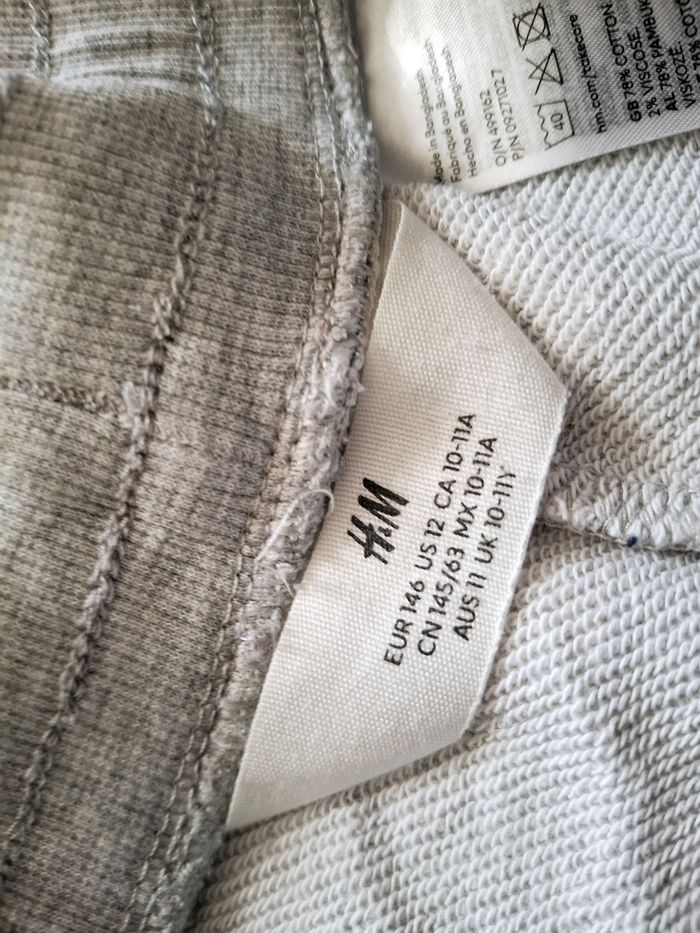 H&M
EUR 146 US 12 CA 10-11A
CN 145/63 MX 10-11A
AUS 11 UK 10-11Y
Made in Bangladesh
Fabriqué au Bangladesh
Hecho en Bangladesh
O/N 499162
P/N 09271027
40
hm.com/takecare
GB 78% COTTON
2% VISCOSE
AL 78% PAMBUK
VISKOZË